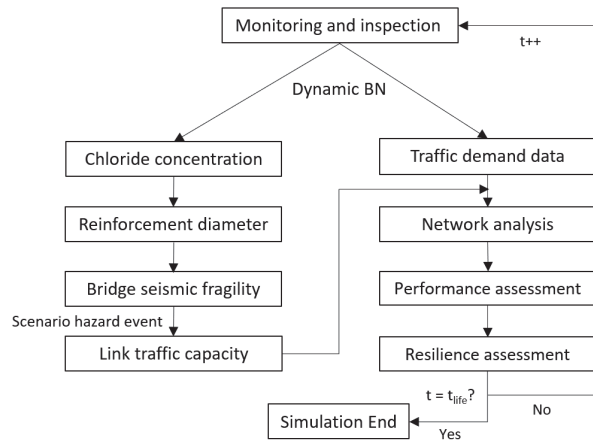 Monitoring and inspection
t++
Dynamic BN
Chloride concentration
Traffic demand data
Reinforcement diameter
Network analysis
Bridge seismic fragility
Performance assessment
Scenario hazard event
Link traffic capacity
Resilience assessment
t = tlife?
No
Simulation End
Yes